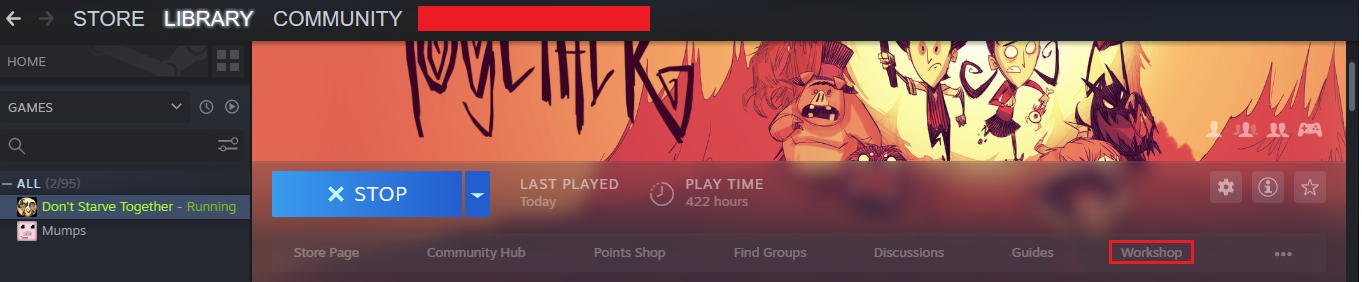 STORE LIBRARY COMMUNITY
HOME
GAMES
TOGETHER
ALL (2/95)
Don't Starve Together - Running
Mumps
STOP
LAST PLAYED
Today
PLAY TIME
422 hours
Store Page Community Hub Points Shop Find Groups Discussions Guides Workshop